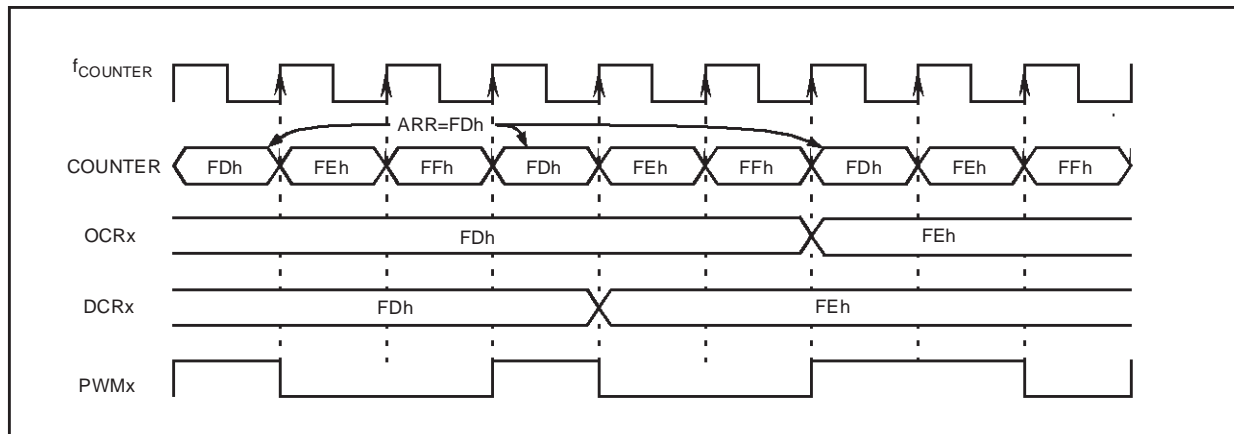 fCOUNTER
ARR=FDh
COUNTER FDh FEh FFh FDh FEh FFh FDh FEh FFh
OCRx FDh FEh
DCRx FDh FEh
PWMx